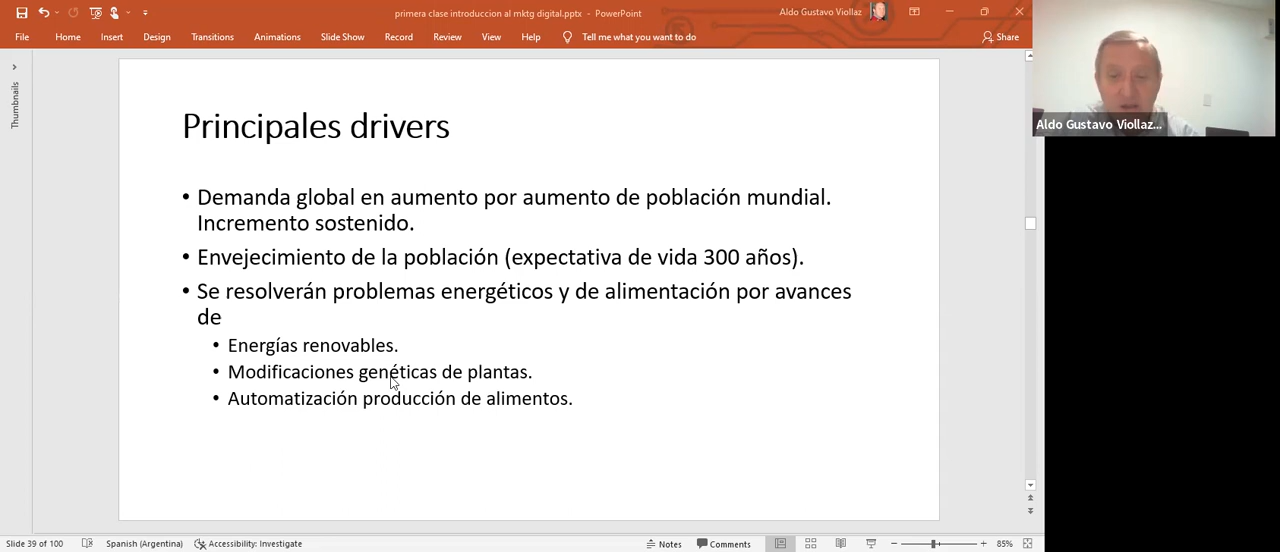 primera clase introduccion al mktg digital.pptx - PowerPoint
Aldo Gustavo Viollaz
File Home Insert Design Transitions Animations Slide Show Record Review View Help Tell me what you want to do Share
Aldo Gustavo Viollaz...
Thumbnails
Principales drivers
• Demanda global en aumento por aumento de población mundial.
Incremento sostenido.
• Envejecimiento de la población (expectativa de vida 300 años).
• Se resolverán problemas energéticos y de alimentación por avances
de
• Energías renovables.
• Modificaciones genéticas de plantas.
• Automatización producción de alimentos.
Slide 39 of 100 Spanish (Argentina) Accessibility: Investigate Notes Comments 85%